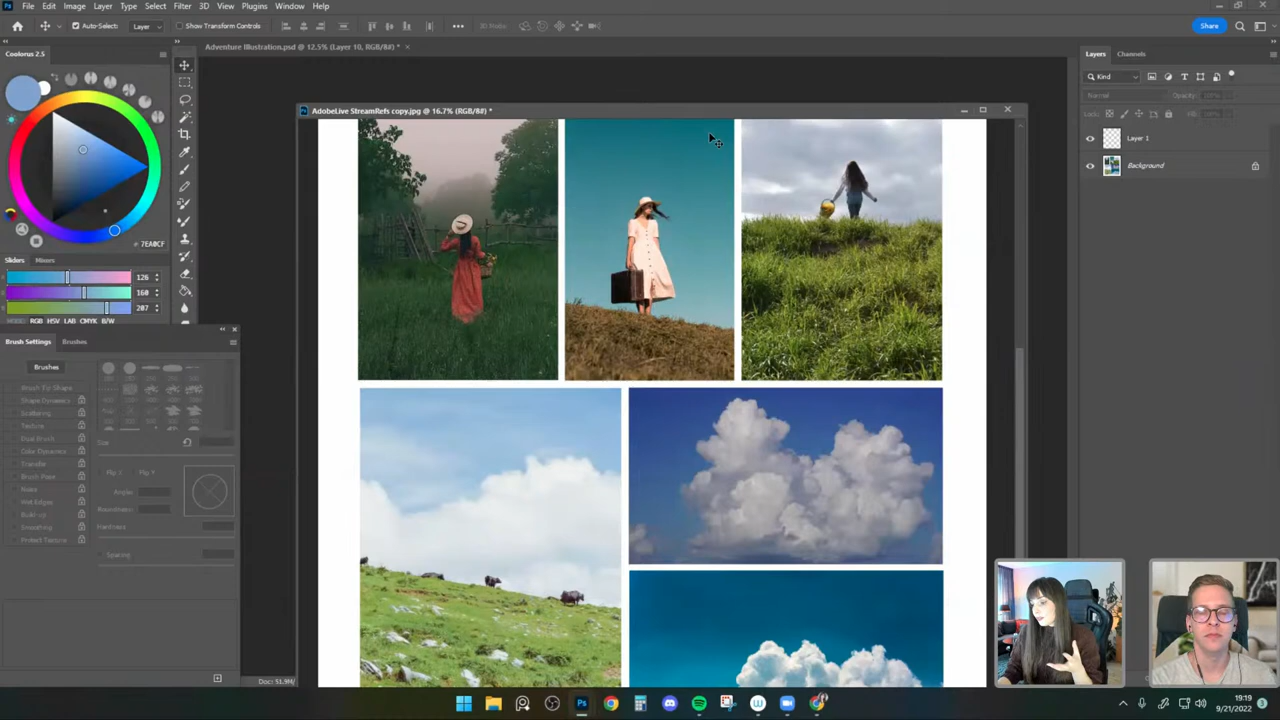 Ps File Edit Image Layer Type Select Filter 3D View Plugins Window Help
Auto-Select: Layer Show Transform Controls Share
Coolorus 2.5
Adventure Illustration.psd @ 12.5% (Layer 10, RGB/8#) *
Layers Channels
Kind
Normal Opacity:
Lock: Fill:
Layer 1
Background
AdobeLive StreamRefs copy.jpg @ 16.7% (RGB/8#) *
# 7EA0CF
Sliders Mixers
126
160
207
RGB HSV LAB CMYK B/W
Brush Settings Brushes
Brushes
Brush Tip Shape
Shape Dynamics
Scattering
Texture
Dual Brush
Color Dynamics
Transfer
Brush Pose
Noise
Wet Edges
Build-up
Smoothing
Protect Texture
Size
Flip X Flip Y
Angle:
Roundness:
Hardness
Spacing
Doc: 51.9M/
19:19
9/21/2022